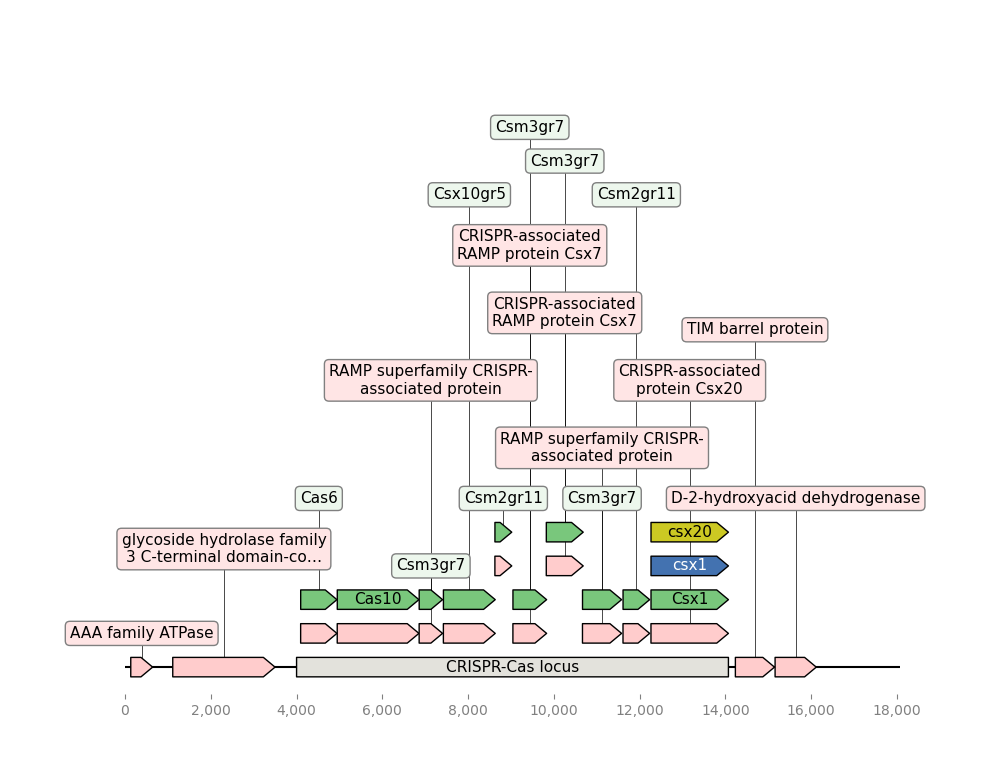 Csm3gr7
Csm3gr7
Csx10gr5
Csm2gr11
CRISPR-associated
RAMP protein Csx7
CRISPR-associated
RAMP protein Csx7
TIM barrel protein
RAMP superfamily CRISPR-
associated protein
CRISPR-associated
protein Csx20
RAMP superfamily CRISPR-
associated protein
Cas6
Csm2gr11
Csm3gr7
D-2-hydroxyacid dehydrogenase
csx20
glycoside hydrolase family
3 C-terminal domain-co...
Csm3gr7
csx1
Cas10
Csx1
AAA family ATPase
CRISPR-Cas locus
0
2,000
4,000
6,000
8,000
10,000
12,000
14,000
16,000
18,000